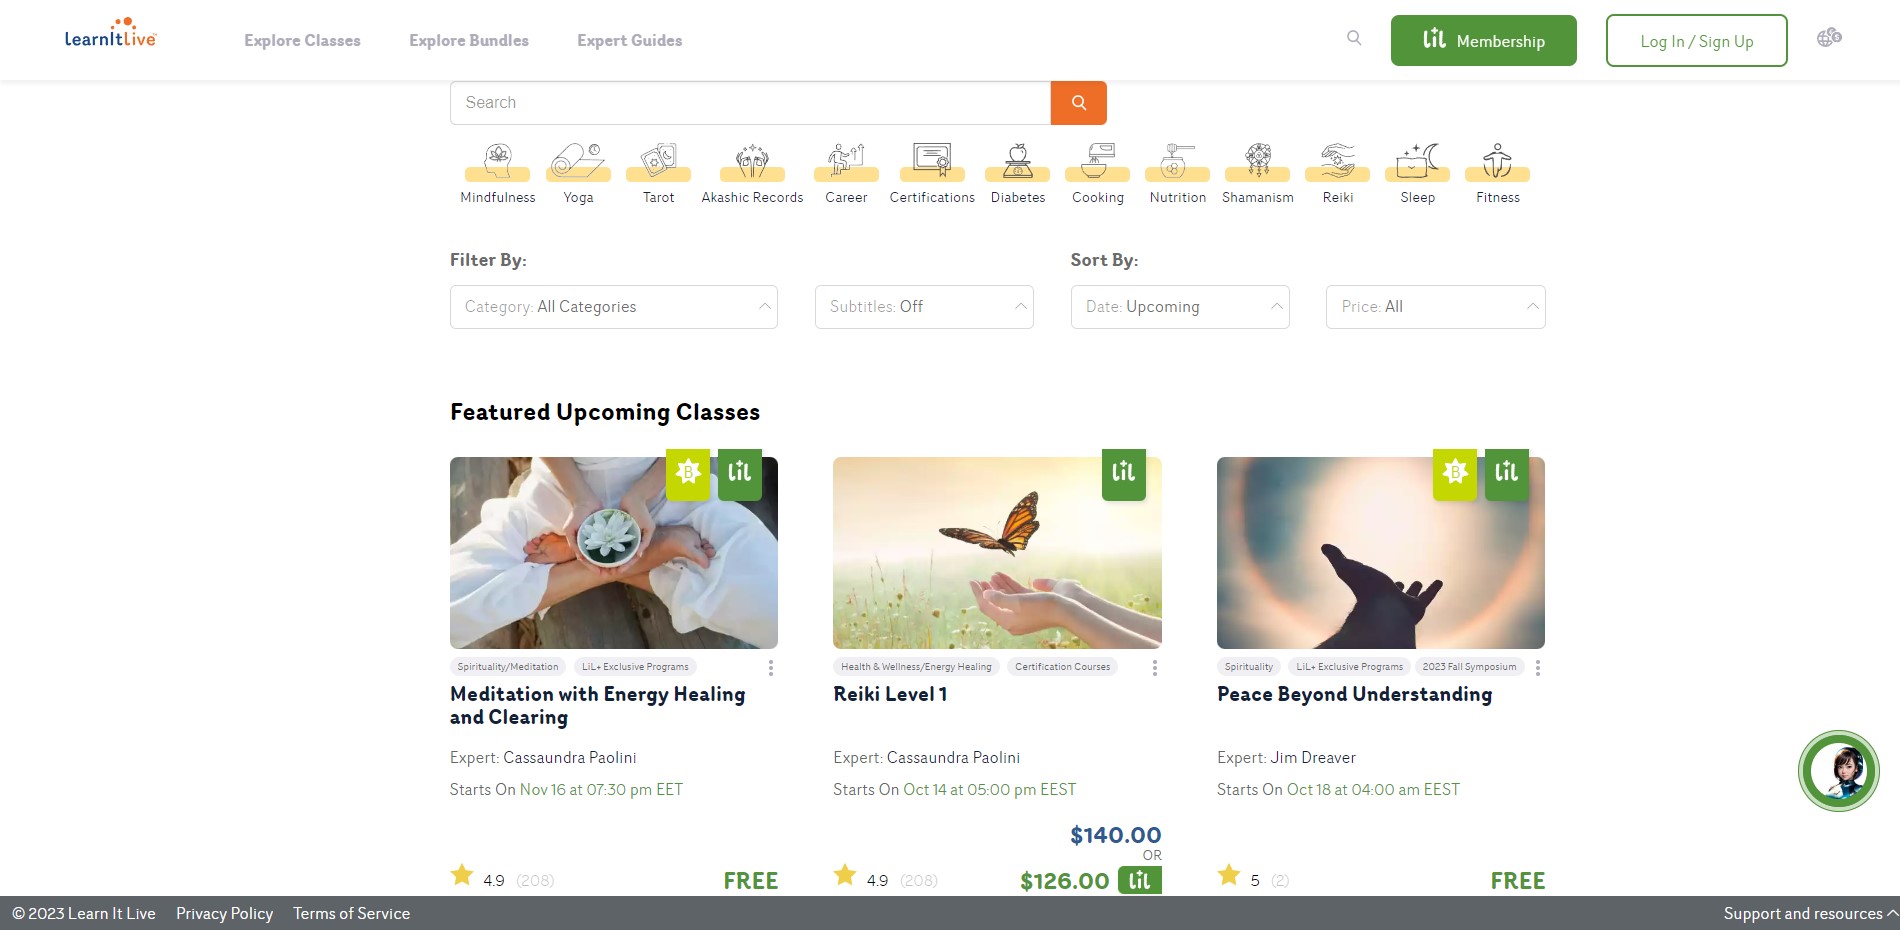 LearnItLive
Explore Classes
Explore Bundles
Expert Guides
LiL Membership
Log In / Sign Up
Search
Mindfulness
Yoga
Tarot
Akashic Records
Career
Certifications
Diabetes
Cooking
Nutrition
Shamanism
Reiki
Sleep
Fitness
Filter By:
Sort By:
Category: All Categories
Subtitles: Off
Date: Upcoming
Price: All
Featured Upcoming Classes
B
LiL
Spirituality/Meditation
LiL+ Exclusive Programs
Meditation with Energy Healing
and Clearing
Expert: Cassaundra Paolini
Starts On Nov 16 at 07:30 pm EET
4.9 (208)
FREE
LiL
Health & Wellness/Energy Healing
Certification Courses
Reiki Level 1
Expert: Cassaundra Paolini
Starts On Oct 14 at 05:00 pm EEST
$140.00
OR
4.9 (208)
$126.00 LiL
B
LiL
Spirituality
LiL+ Exclusive Programs
2023 Fall Symposium
Peace Beyond Understanding
Expert: Jim Dreaver
Starts On Oct 18 at 04:00 am EEST
5 (2)
FREE
© 2023 Learn It Live
Privacy Policy
Terms of Service
Support and resources